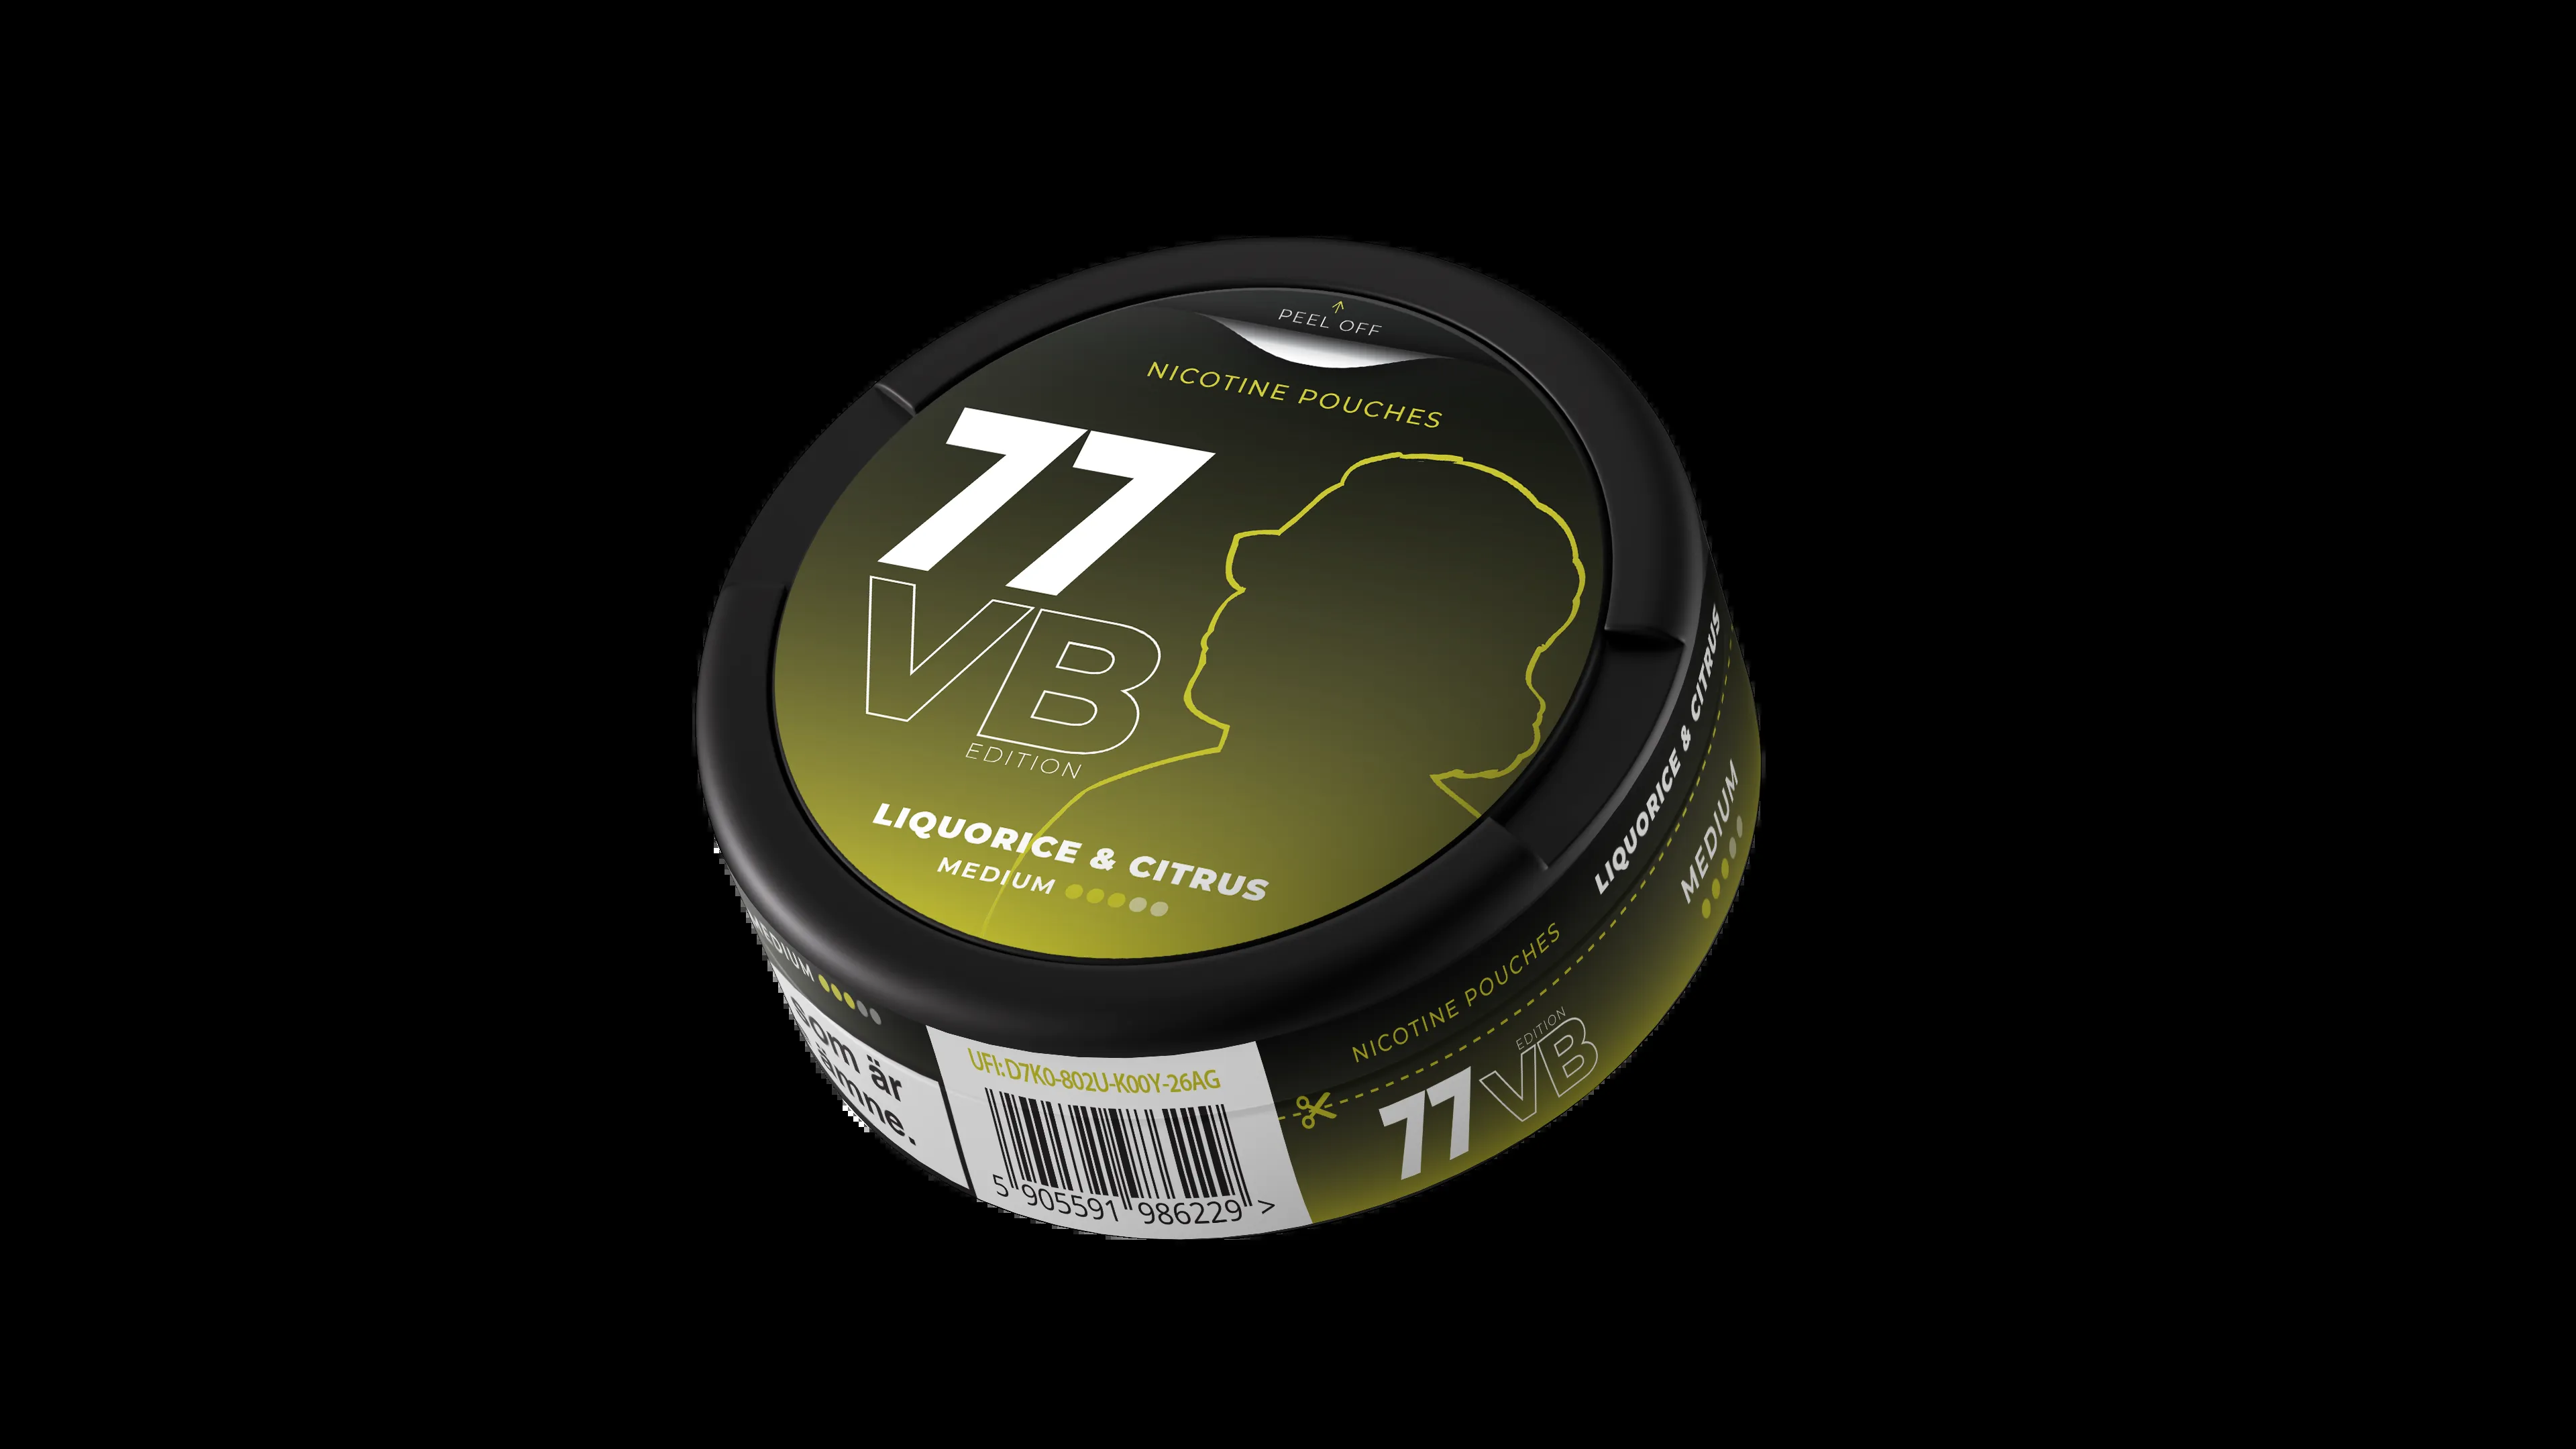 PEEL OFF
NICOTINE POUCHES
77
VB
EDITION
LIQUORICE & CITRUS
MEDIUM
LIQUORICE & CITRUS
MEDIUM
NICOTINE POUCHES
77 VB
EDITION
MEDIUM
som är
UFI: D7K0-802U-K00Y-26AG
5 905591 986229 >